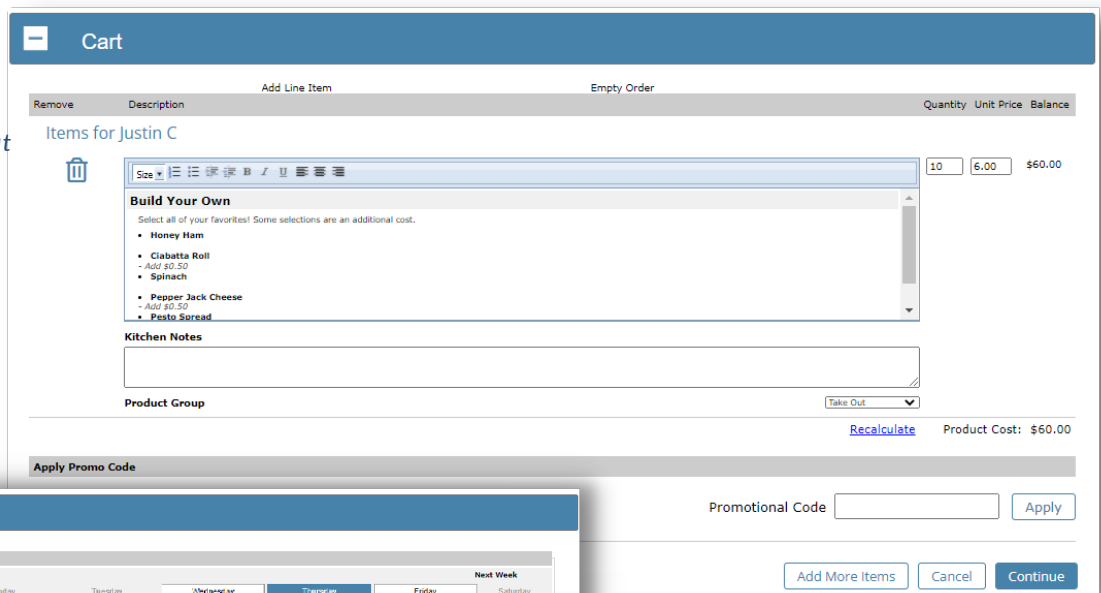 Cart
Add Line Item Empty Order
Remove Description Quantity Unit Price Balance
Items for Justin C
Size
B I U
10 6.00 $60.00
Build Your Own
Select all of your favorites! Some selections are an additional cost.
• Honey Ham
• Ciabatta Roll
- Add $0.50
• Spinach
• Pepper Jack Cheese
- Add $0.50
• Pesto Spread
Kitchen Notes
Product Group Take Out
Recalculate Product Cost: $60.00
Apply Promo Code
Promotional Code Apply
Next Week
Tuesday Wednesday Thursday Friday Saturday
Add More Items Cancel Continue